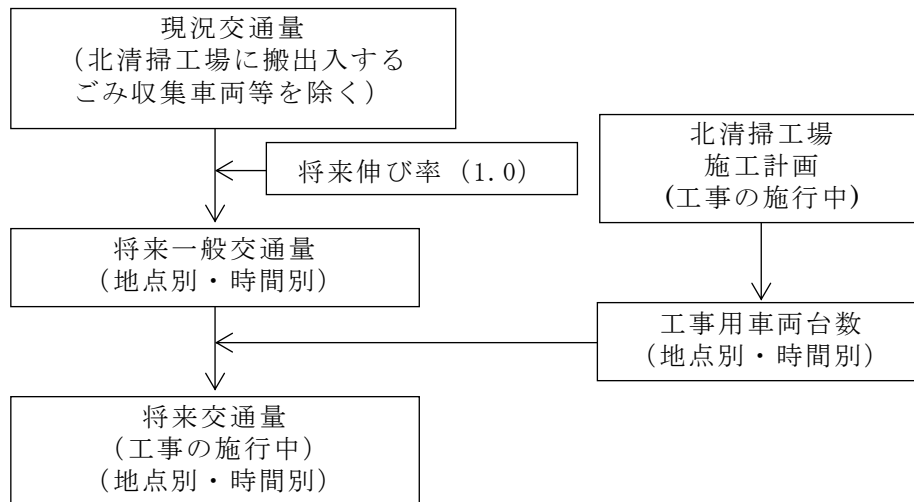 現況交通量
（北清掃工場に搬出入する
ごみ収集車両等を除く）
将来伸び率（1.0）
北清掃工場
施工計画
(工事の施行中)
将来一般交通量
（地点別・時間別）
工事用車両台数
（地点別・時間別）
将来交通量
（工事の施行中）
（地点別・時間別）